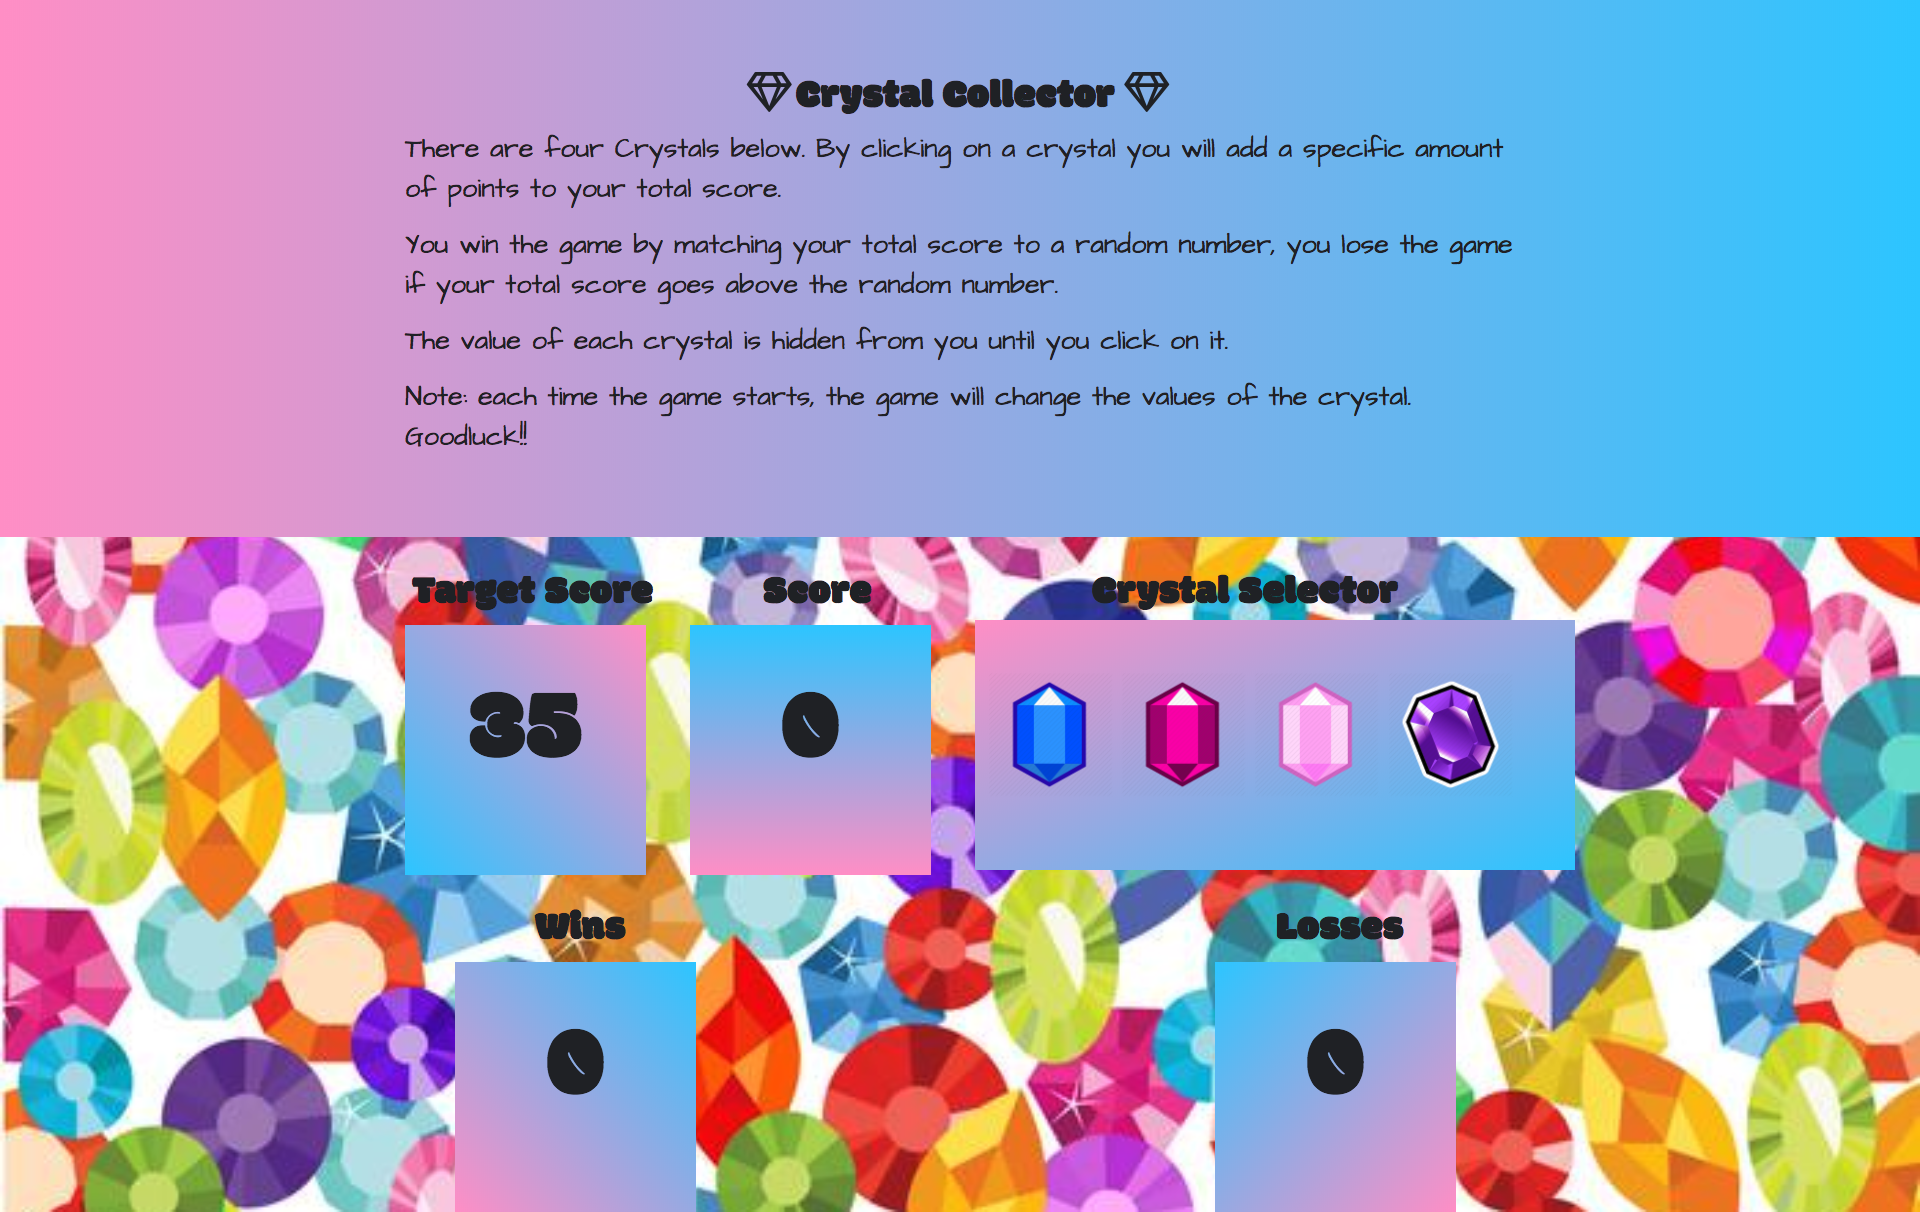 Crystal Collector
There are four Crystals below. By clicking on a crystal you will add a specific amount
of points to your total score.
You win the game by matching your total score to a random number, you lose the game
if your total score goes above the random number.
The value of each crystal is hidden from you until you click on it.
Note: each time the game starts, the game will change the values of the crystal.
Goodluck!!
Target Score
Score
Crystal Selector
35
0
Wins
Losses
0
0